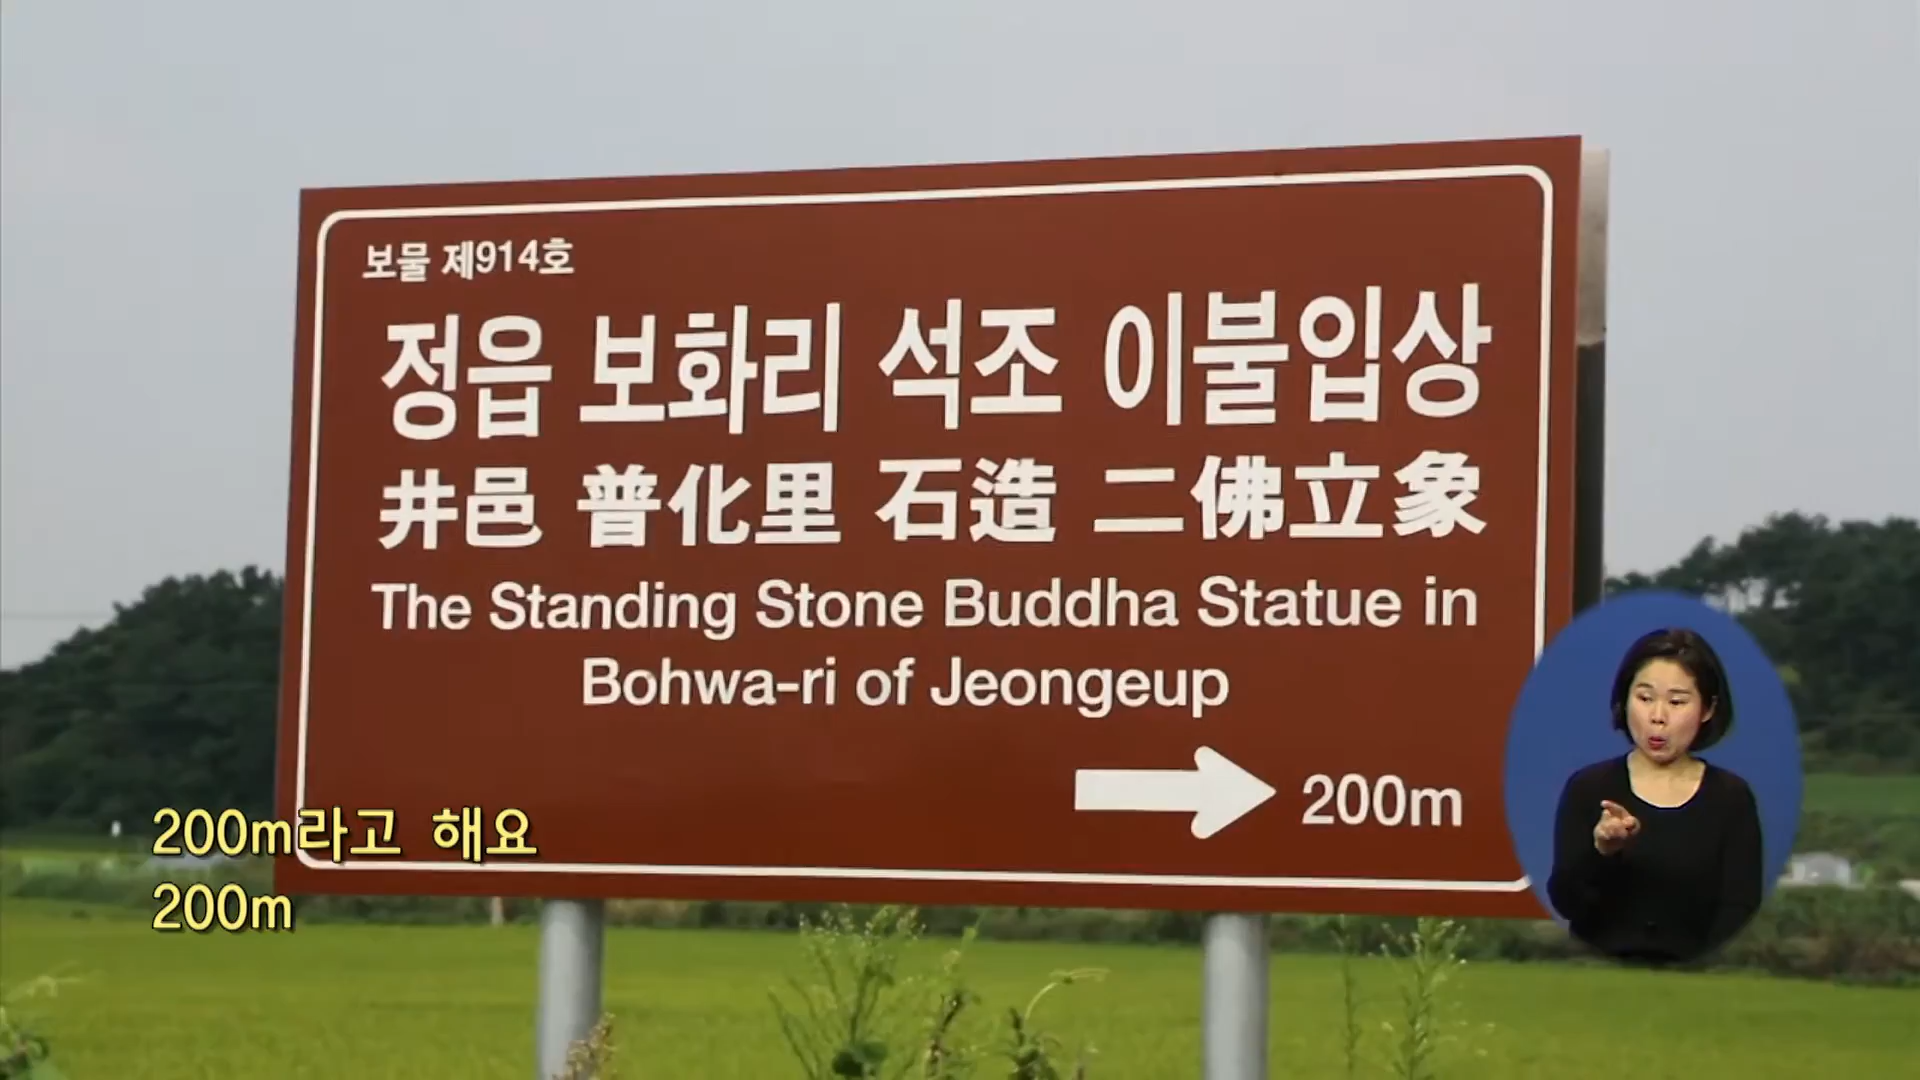 보물 제914호
정읍 보화리 석조 이불입상
井邑 普化里 石造 二佛立象
The Standing Stone Buddha Statue in
Bohwa-ri of Jeongeup
200m
200m라고 해요
200m